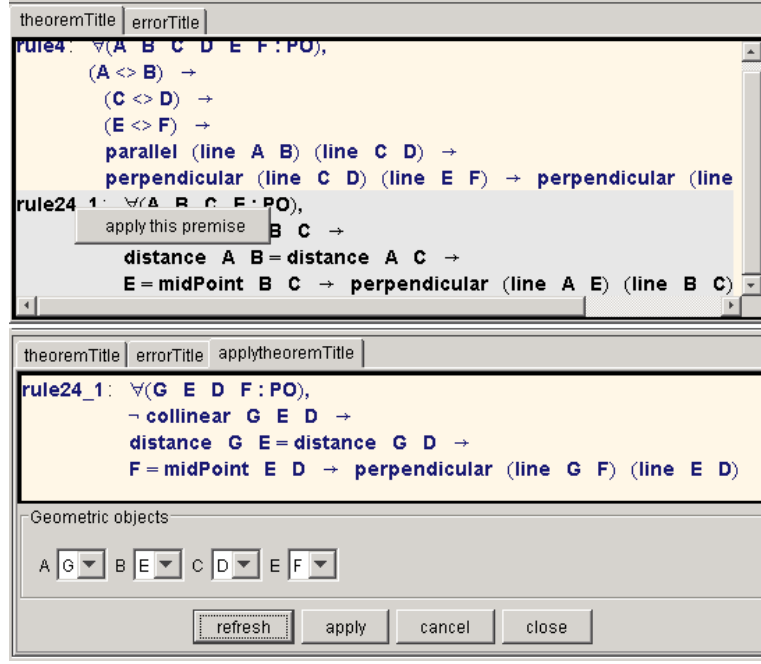 theoremTitle errorTitle
rule4: ∀(A B C D E F : PO),
(A <> B) →
(C <> D) →
(E <> F) →
parallel (line A B) (line C D) →
perpendicular (line C D) (line E F) → perpendicular (line
rule24_1: ∀(A B C E : PO),
apply this premise B C →
distance A B = distance A C →
E = midPoint B C → perpendicular (line A E) (line B C)
theoremTitle errorTitle applytheoremTitle
rule24_1: ∀(G E D F : PO),
¬ collinear G E D →
distance G E = distance G D →
F = midPoint E D → perpendicular (line G F) (line E D)
Geometric objects
A G B E C D E F
refresh apply cancel close